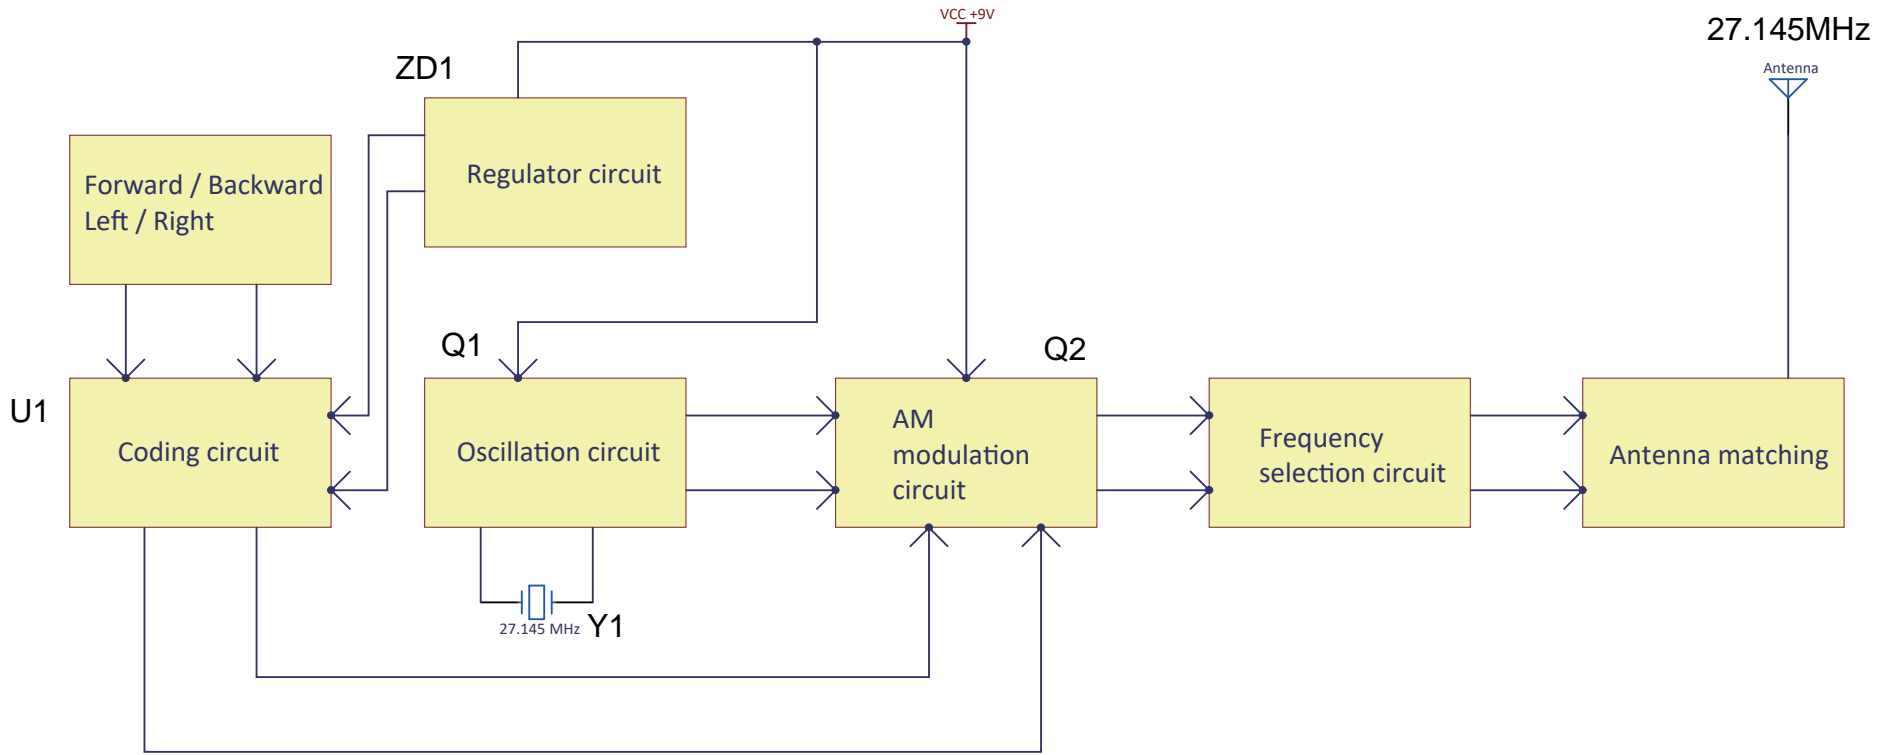 VCC +9V
27.145MHz
Antenna
ZD1
Regulator circuit
Forward / Backward
Left / Right
Q1
Q2
U1
Coding circuit
Oscillation circuit
AM
modulation
circuit
Frequency
selection circuit
Antenna matching
27.145 MHz
Y1